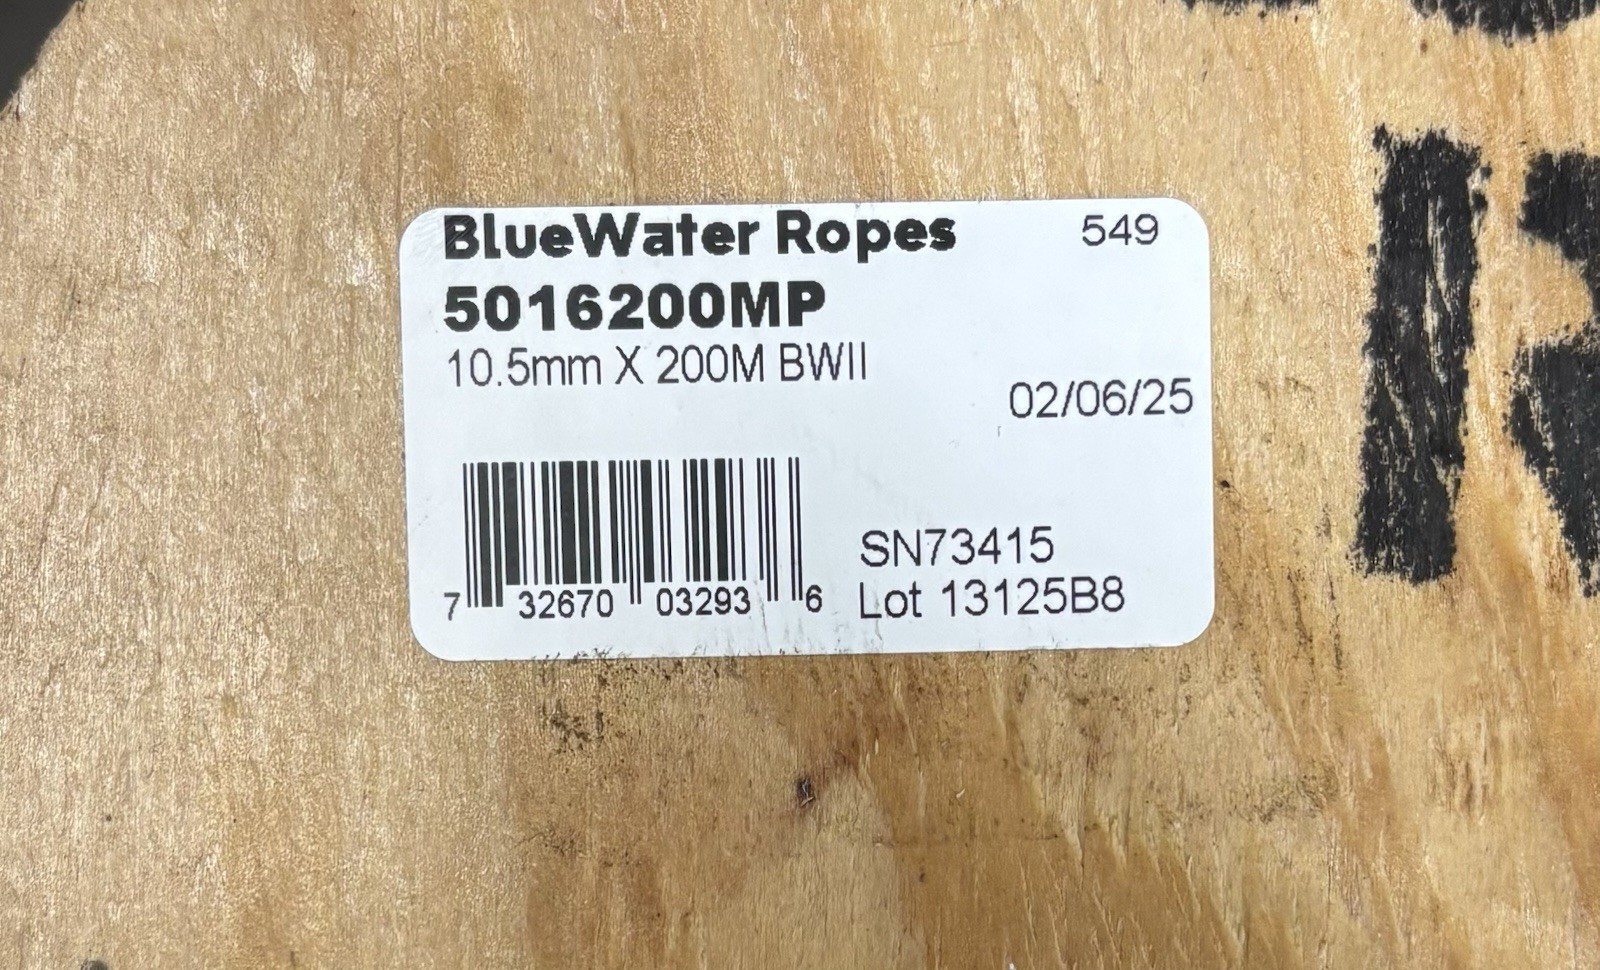 BlueWater Ropes 549
5016200MP
10.5mm X 200M BWII
02/06/25
SN73415
7 32670 03293 6 Lot 13125B8